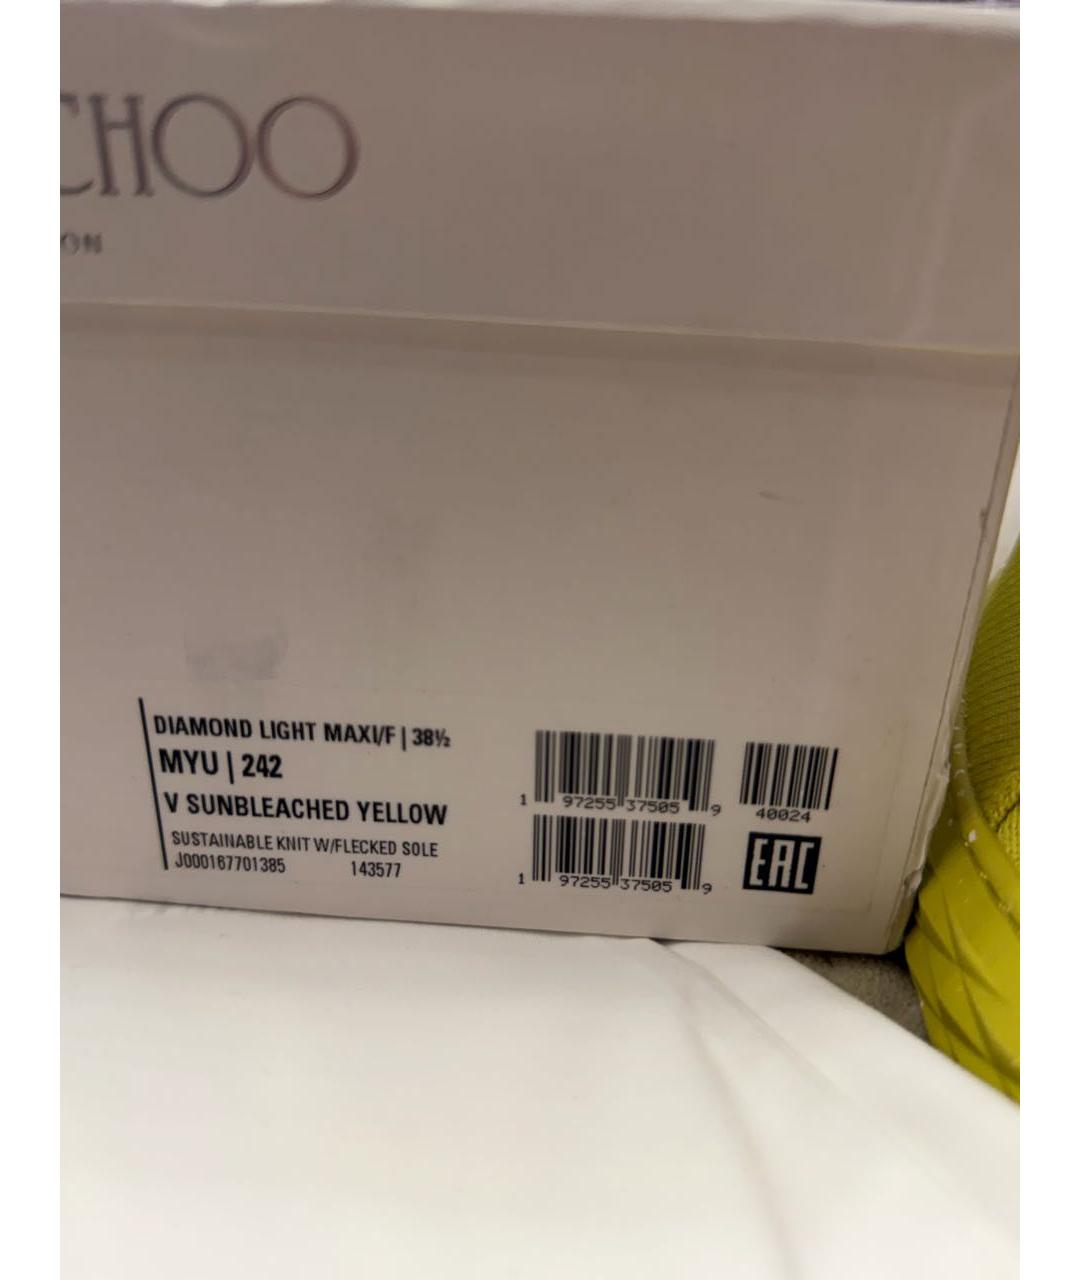 CHOO
ON
DIAMOND LIGHT MAXI/F | 38½
MYU | 242
V SUNBLEACHED YELLOW
SUSTAINABLE KNIT W/FLECKED SOLE
J000167701385 143577
1 97255 37505 9
40024
1 97255 37505 9
EAC